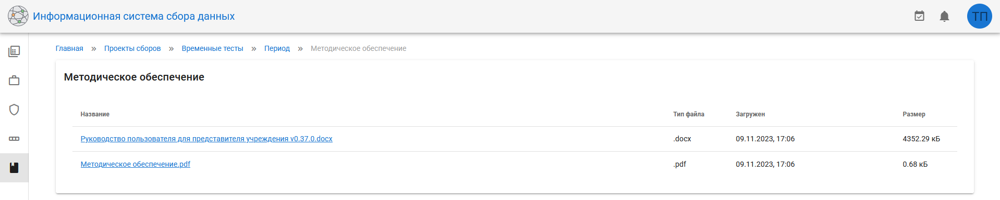 Информационная система сбора данных
ТП
Главная » Проекты сборов » Временные тесты » Период » Методическое обеспечение
Методическое обеспечение
Название Тип файла Загружен Размер
Руководство пользователя для представителя учреждения v0.37.0.docx .docx 09.11.2023, 17:06 4352.29 кБ
Методическое обеспечение.pdf .pdf 09.11.2023, 17:06 0.68 кБ